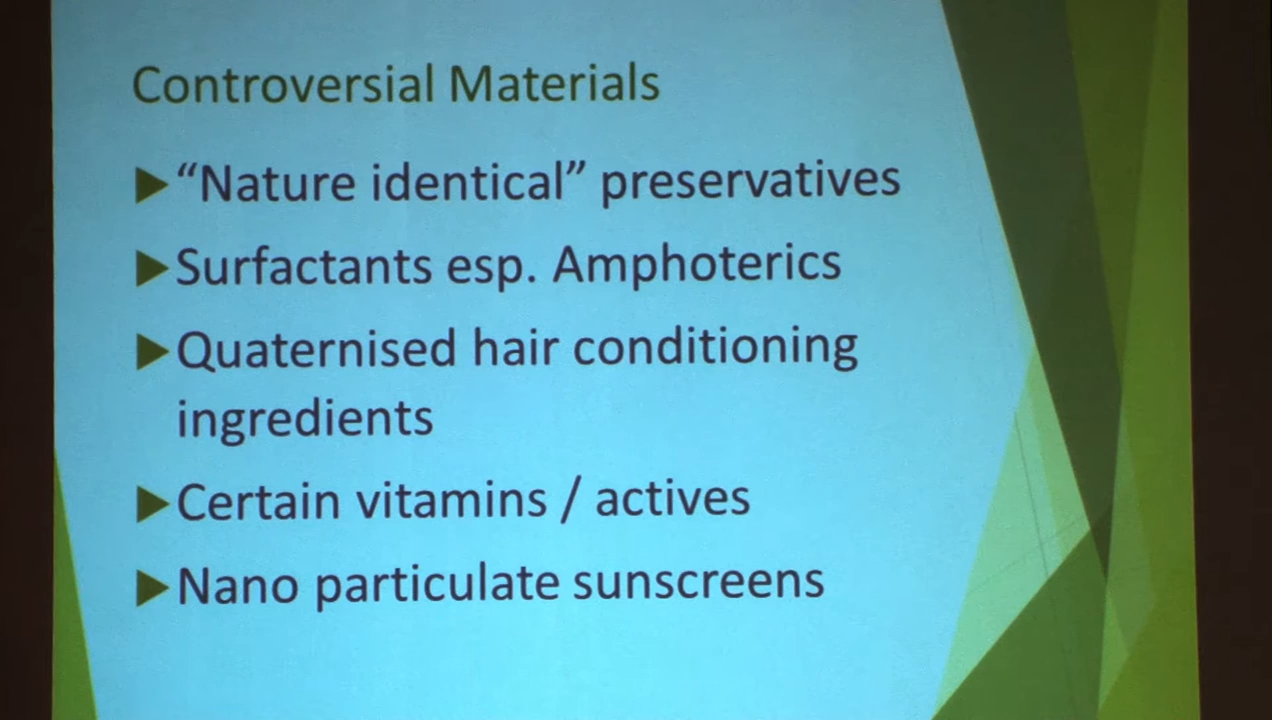 Controversial Materials
“Nature identical” preservatives
Surfactants esp. Amphoterics
Quaternised hair conditioning
ingredients
Certain vitamins / actives
Nano particulate sunscreens